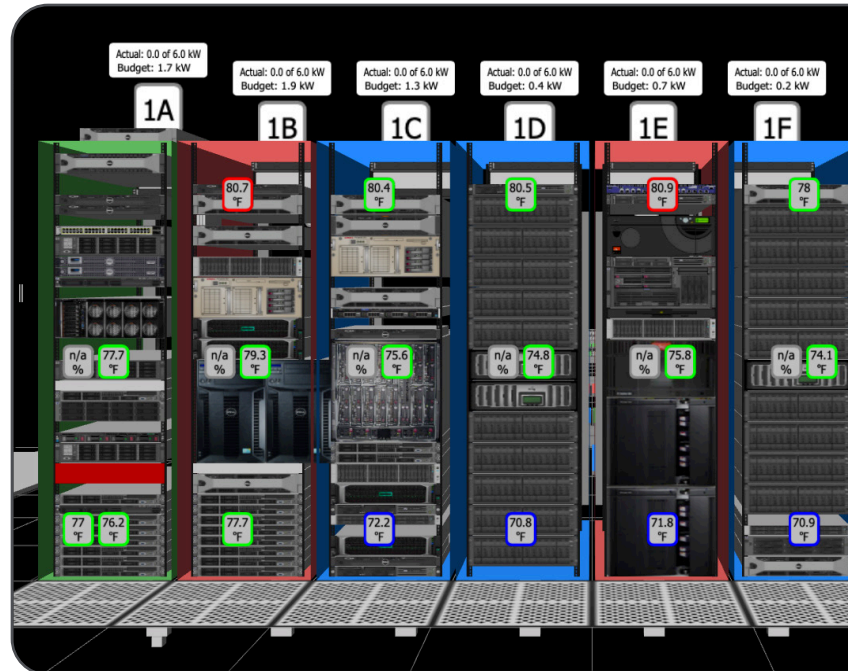 Actual: 0.0 of 6.0 kW
Budget: 1.7 kW
Actual: 0.0 of 6.0 kW
Budget: 1.9 kW
Actual: 0.0 of 6.0 kW
Budget: 1.3 kW
Actual: 0.0 of 6.0 kW
Budget: 0.4 kW
Actual: 0.0 of 6.0 kW
Budget: 0.7 kW
Actual: 0.0 of 6.0 kW
Budget: 0.2 kW
1A
1B
1C
1D
1E
1F
80.7
°F
80.4
°F
80.5
°F
80.9
°F
78
°F
n/a
%
77.7
°F
n/a
%
79.3
°F
n/a
%
75.6
°F
n/a
%
74.8
°F
n/a
%
75.8
°F
n/a
%
74.1
°F
77
°F
76.2
°F
77.7
°F
72.2
°F
70.8
°F
71.8
°F
70.9
°F